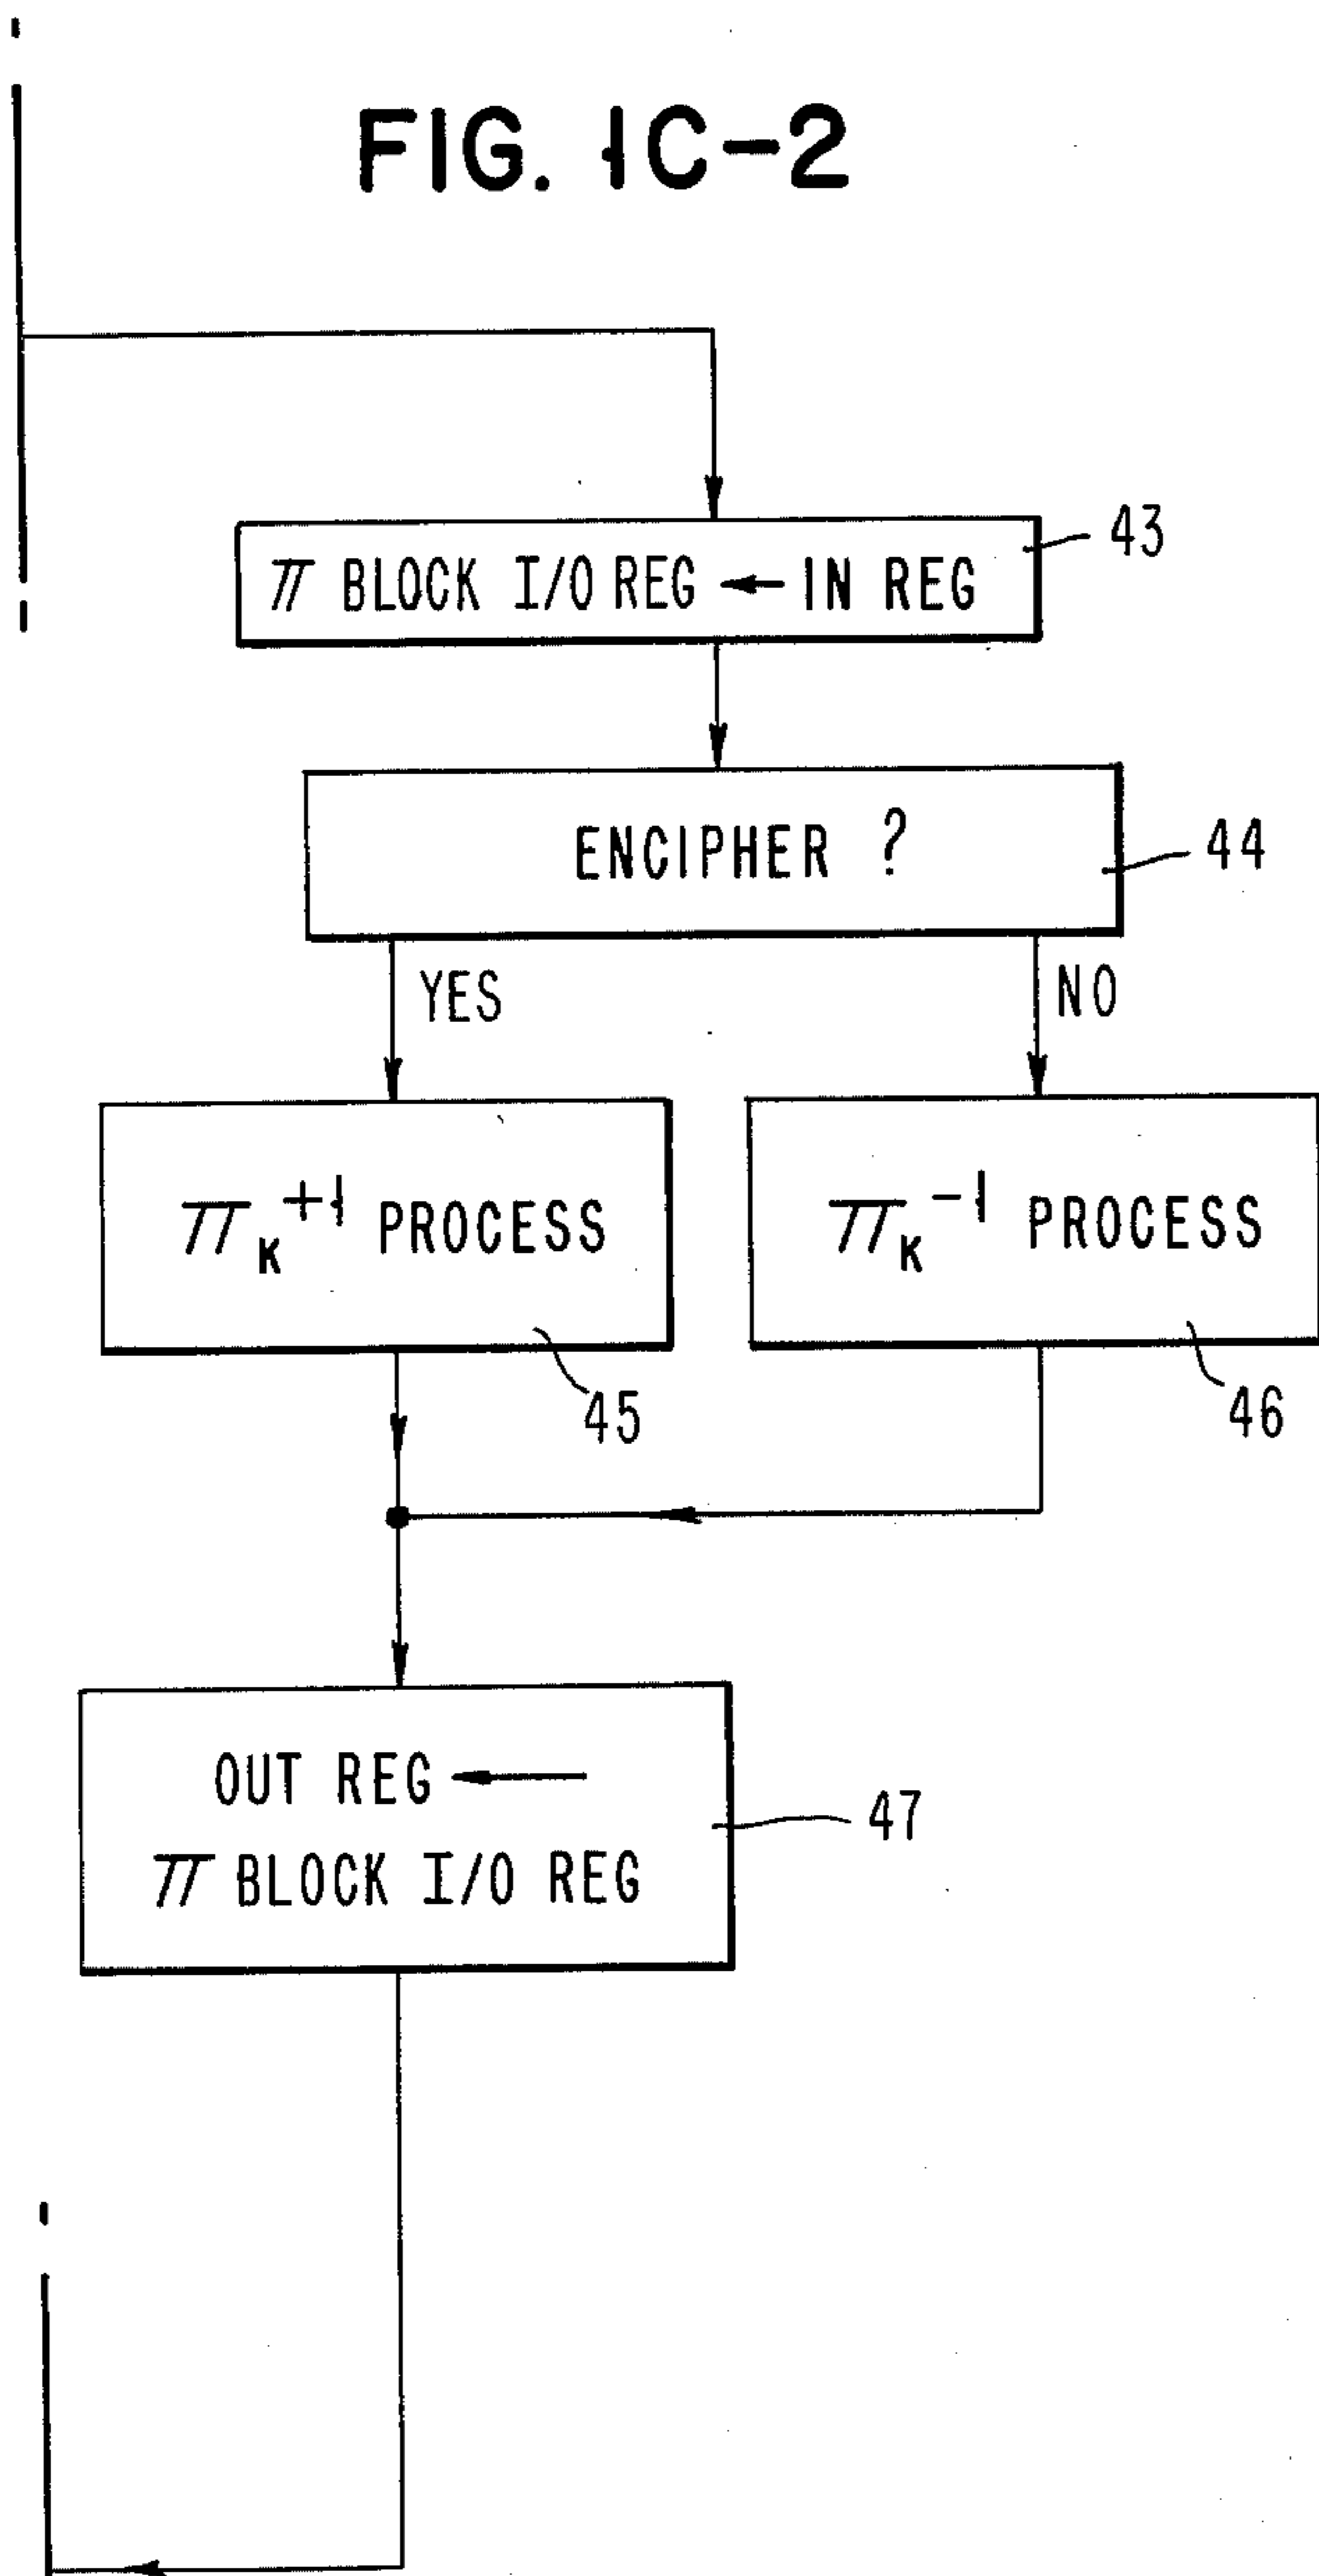 FIG. 1C-2
π BLOCK I/O REG ← IN REG
43
ENCIPHER ?
44
YES
NO
π_K^{+1} PROCESS
π_K^{-1} PROCESS
45
46
OUT REG ←
π BLOCK I/O REG
47